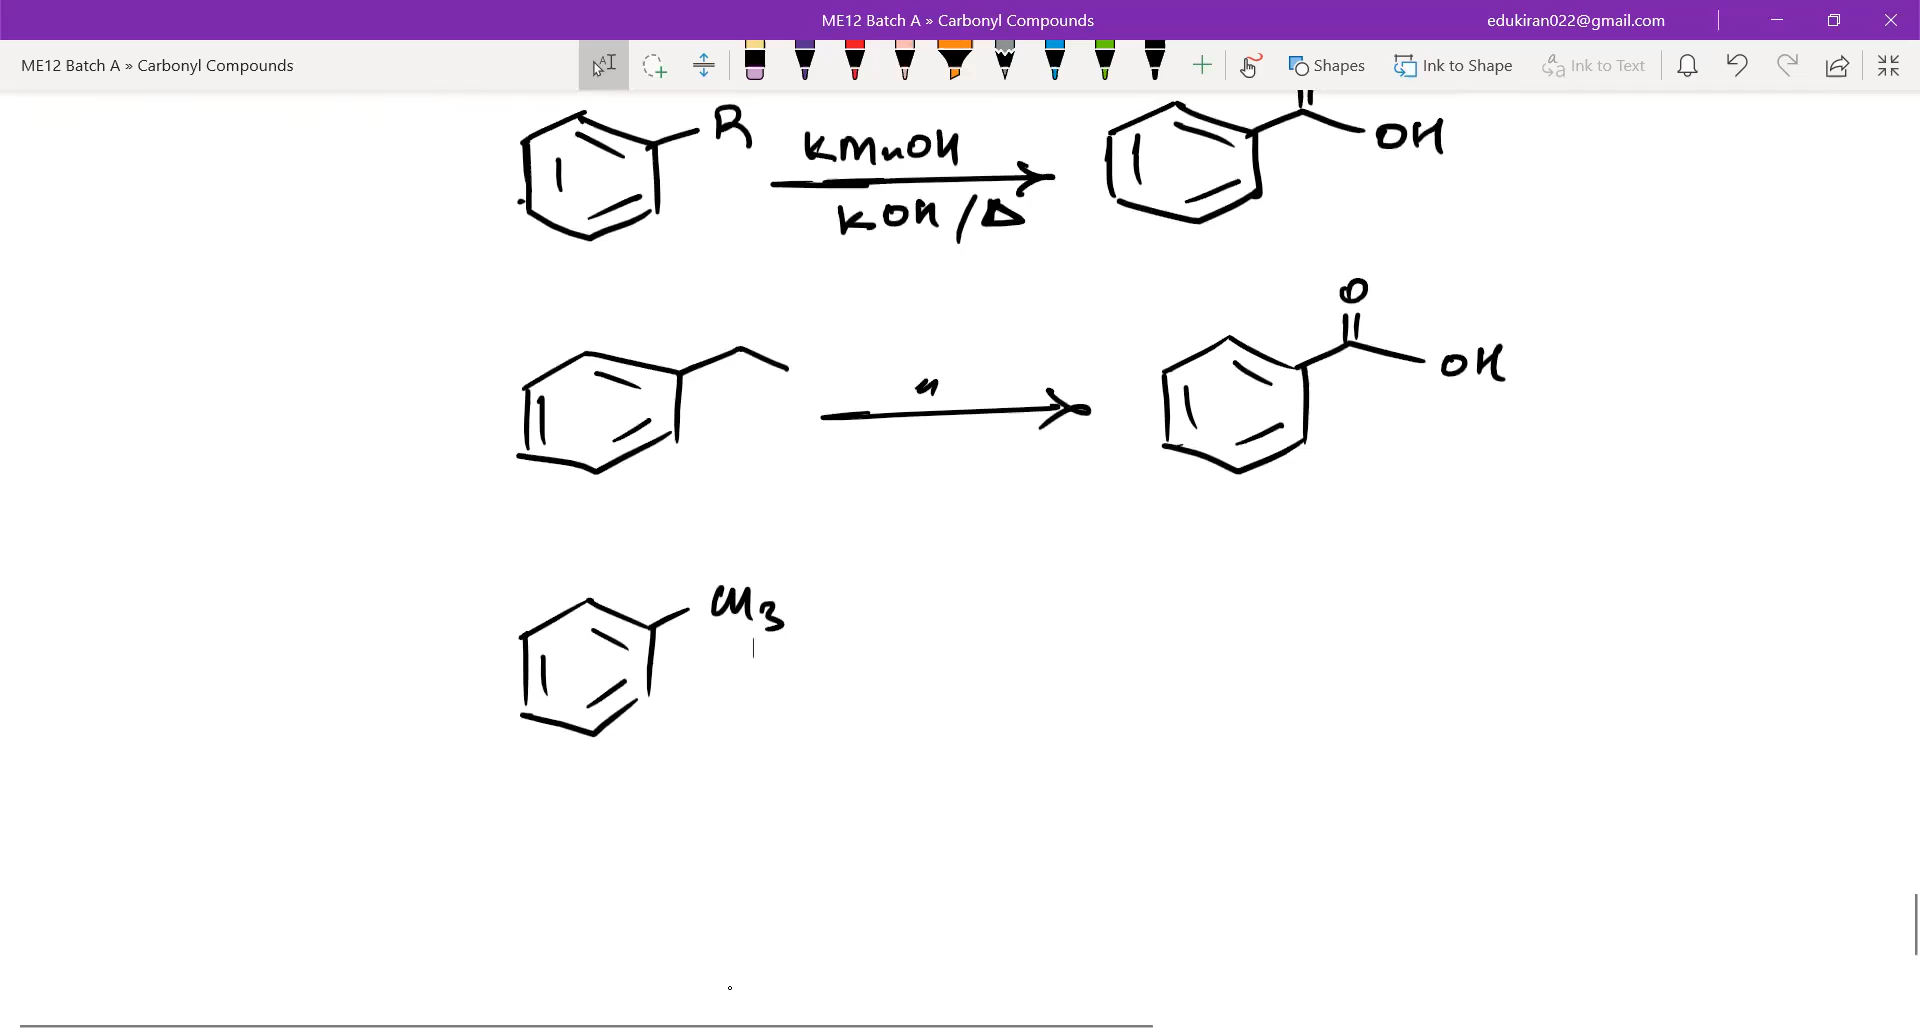 ME12 Batch A » Carbonyl Compounds
edukiran022@gmail.com
ME12 Batch A » Carbonyl Compounds
Shapes
Ink to Shape
Ink to Text
R
KMnOH
KOH/Δ
OH
O
"
OH
CH3